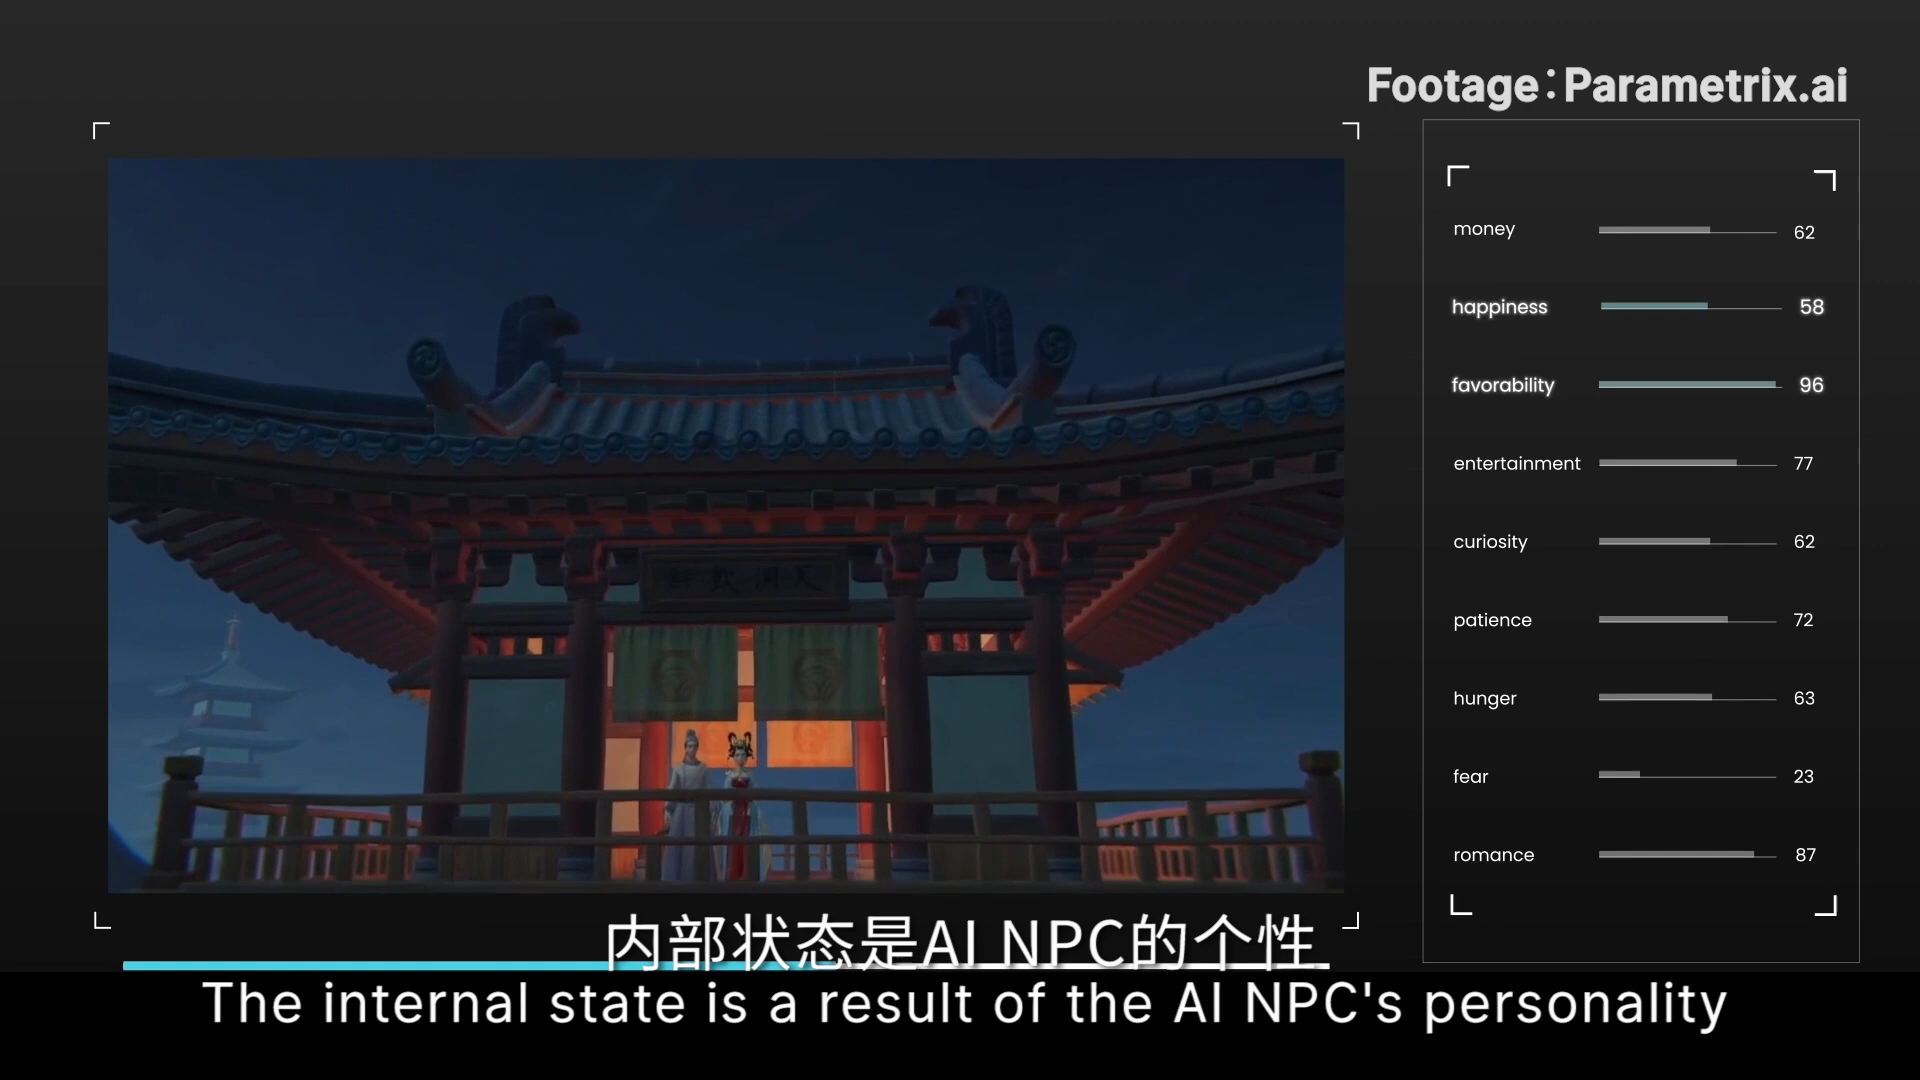 Footage：Parametrix.ai
money 62
happiness 58
favorability 96
entertainment 77
curiosity 62
patience 72
hunger 63
fear 23
romance 87
内部状态是AI NPC的个性
The internal state is a result of the AI NPC's personality